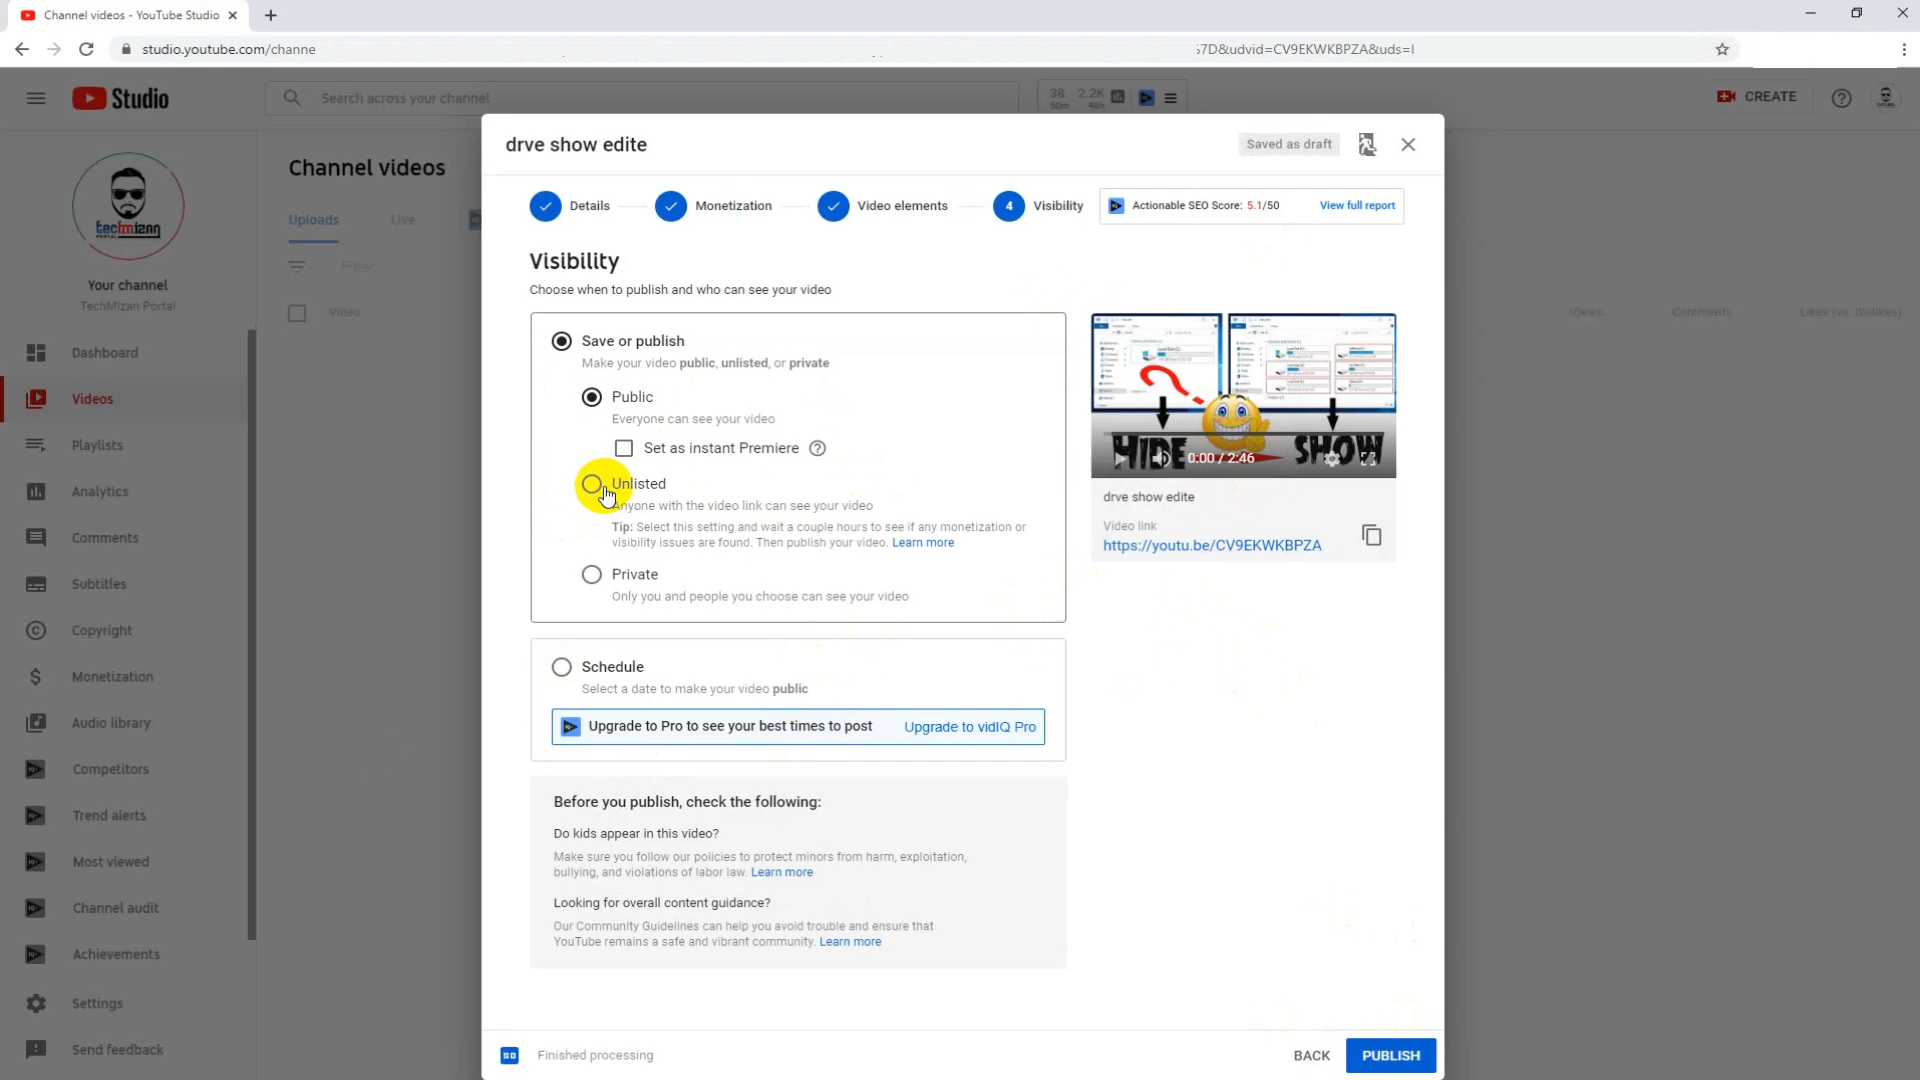 Channel videos - YouTube Studio
studio.youtube.com/channe
57D&udvid=CV9EKWKBPZA&uds=I
Studio
Search across your channel
38 2.2K
60m 48h
CREATE
drve show edite
Saved as draft
Details
Monetization
Video elements
4
Visibility
Actionable SEO Score: 5.1/50
View full report
Channel videos
Uploads
Live
Filter
Video
Views
Comments
Likes (vs. dislikes)
tecmizan
Your channel
TechMizan Portal
Dashboard
Videos
Playlists
Analytics
Comments
Subtitles
Copyright
Monetization
Audio library
Competitors
Trend alerts
Most viewed
Channel audit
Achievements
Settings
Send feedback
Visibility
Choose when to publish and who can see your video
Save or publish
Make your video public, unlisted, or private
Public
Everyone can see your video
Set as instant Premiere
Unlisted
Anyone with the video link can see your video
Tip: Select this setting and wait a couple hours to see if any monetization or
visibility issues are found. Then publish your video. Learn more
Private
Only you and people you choose can see your video
Schedule
Select a date to make your video public
Upgrade to Pro to see your best times to post
Upgrade to vidIQ Pro
Before you publish, check the following:
Do kids appear in this video?
Make sure you follow our policies to protect minors from harm, exploitation,
bullying, and violations of labor law. Learn more
Looking for overall content guidance?
Our Community Guidelines can help you avoid trouble and ensure that
YouTube remains a safe and vibrant community. Learn more
HIDE
SHOW
0:00 / 2:46
drve show edite
Video link
https://youtu.be/CV9EKWKBPZA
SD
Finished processing
BACK
PUBLISH